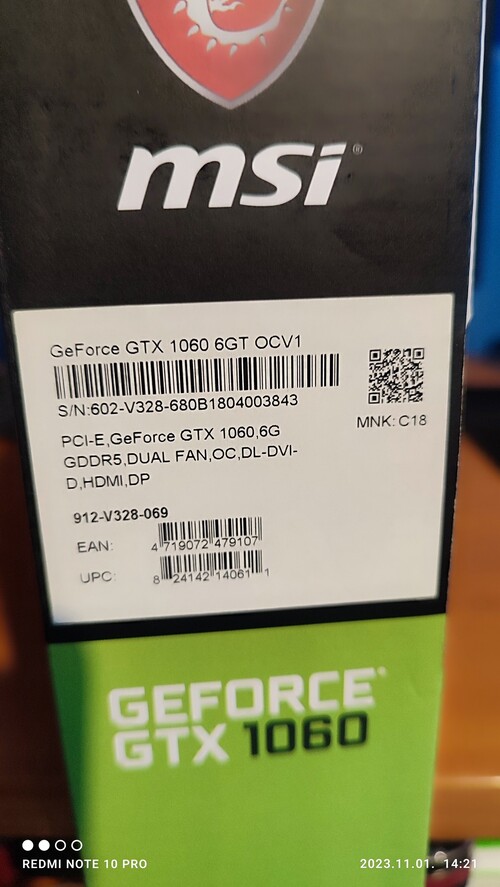 msi®
GeForce GTX 1060 6GT OCV1
S/N:602-V328-680B1804003843
MNK: C18
PCI-E,GeForce GTX 1060,6G
GDDR5,DUAL FAN,OC,DL-DVI-
D,HDMI,DP
912-V328-069
EAN: 4 719072 479107
UPC: 8 24142 14061 1
GEFORCE®
GTX 1060
REDMI NOTE 10 PRO
2023.11.01. 14:21